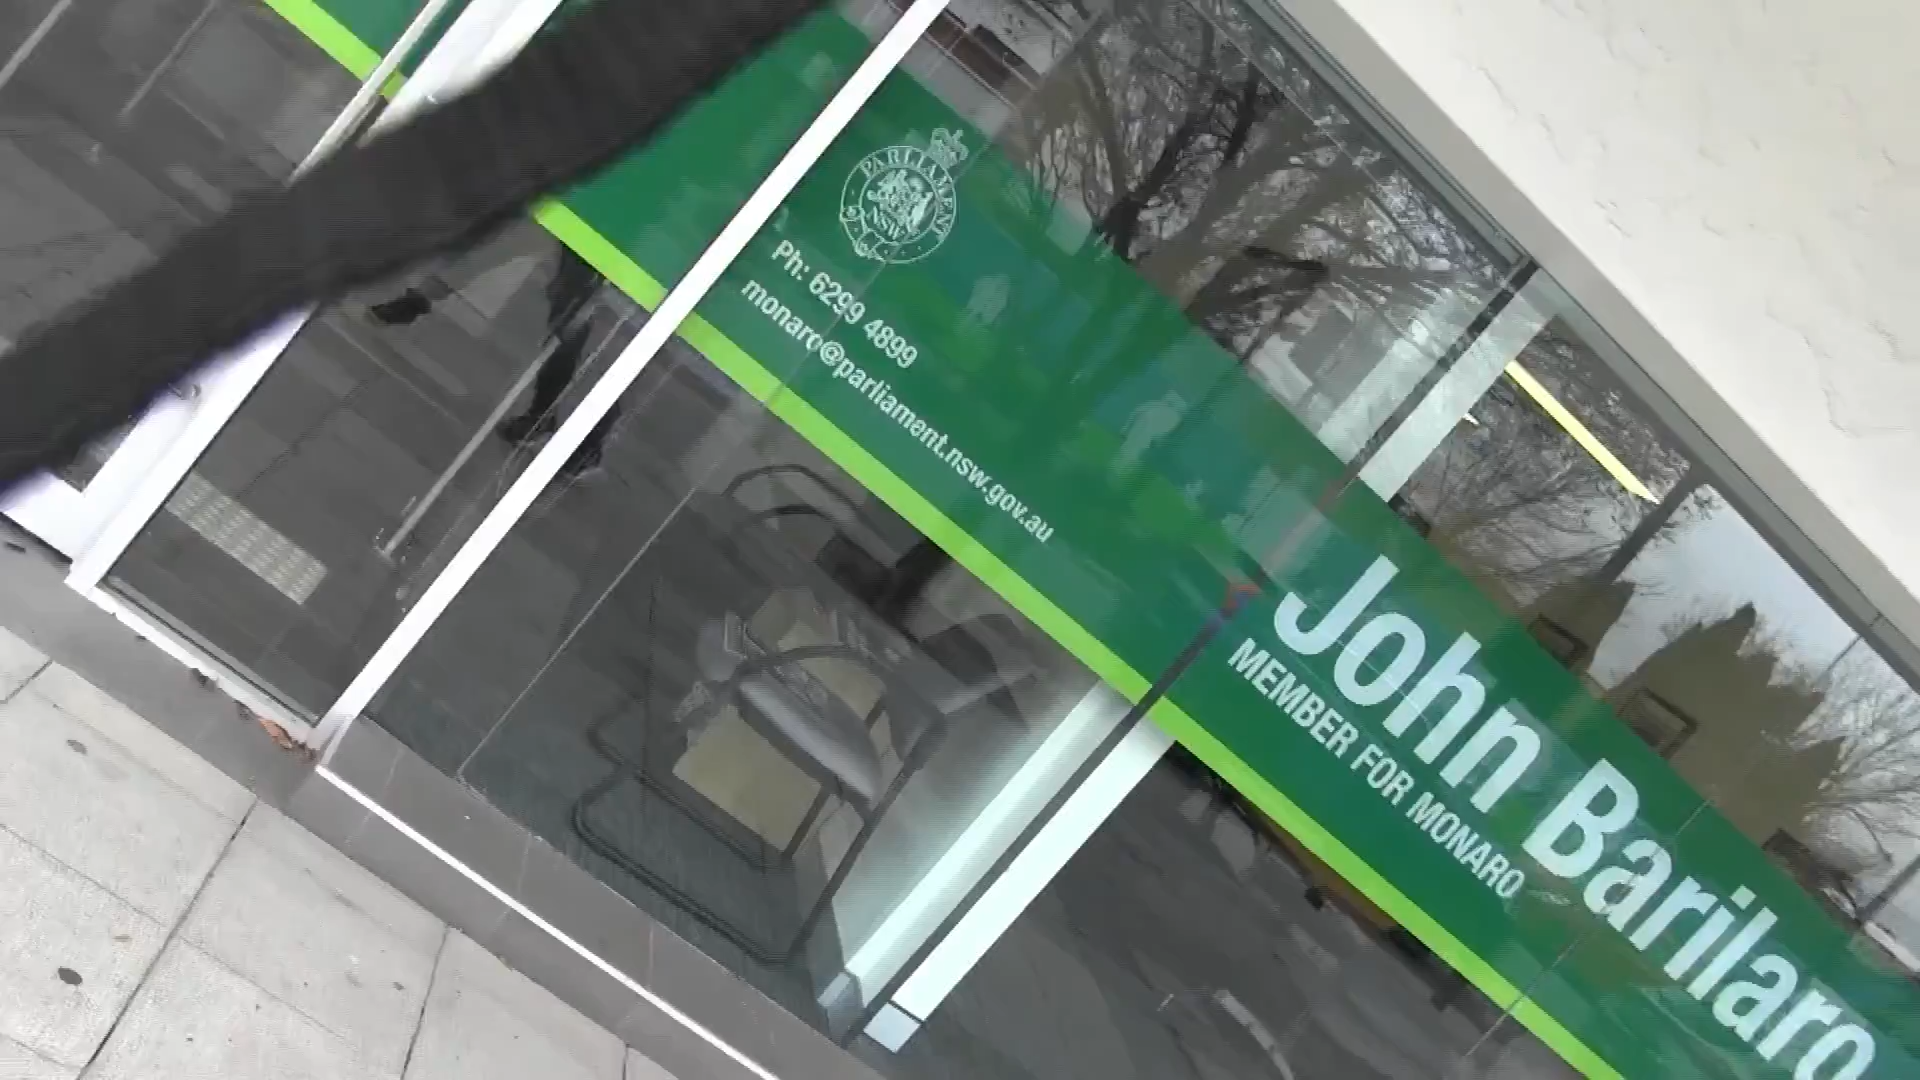 PARLIAMENT
NSW
Ph: 6299 4899
monaro@parliament.nsw.gov.au
John Barilaro
MEMBER FOR MONARO